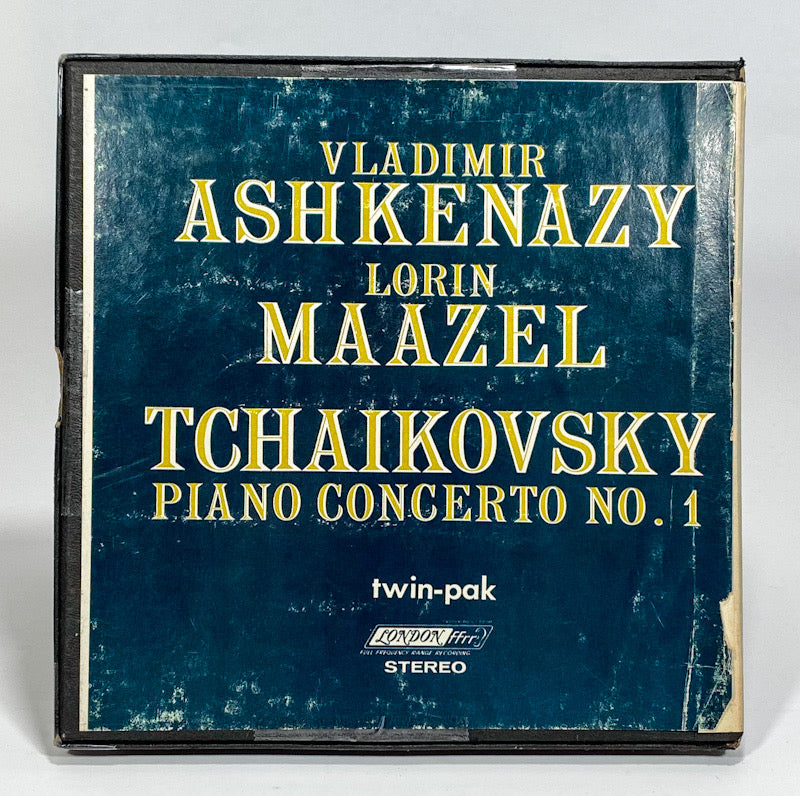 VLADIMIR
ASHKENAZY
LORIN
MAAZEL
TCHAIKOVSKY
PIANO CONCERTO NO. 1
twin-pak
LONDON ffrr
FULL FREQUENCY RANGE RECORDING
STEREO